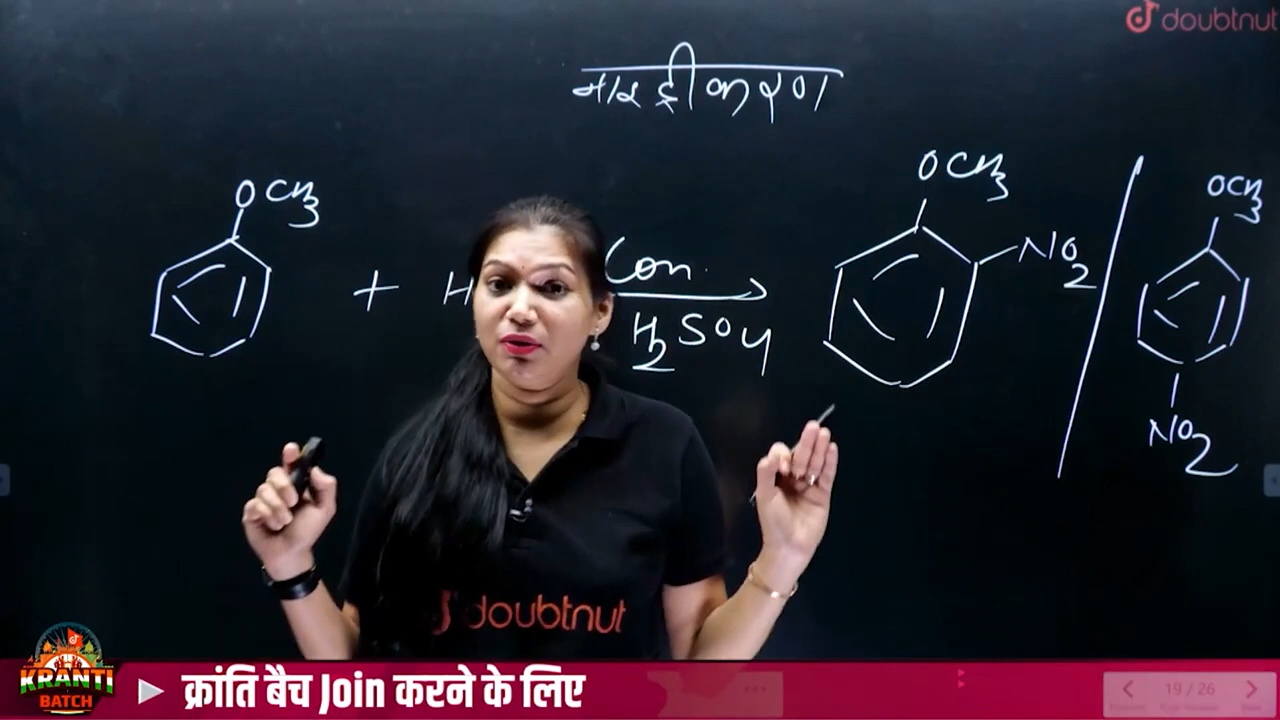 doubtnut
नाइट्रीकरण
OCH3
+ H
Con.
H2SO4
OCH3
NO2
OCH3
NO2
doubtnut
KRANTI
BATCH
क्रांति बैच Join करने के लिए
19 / 26